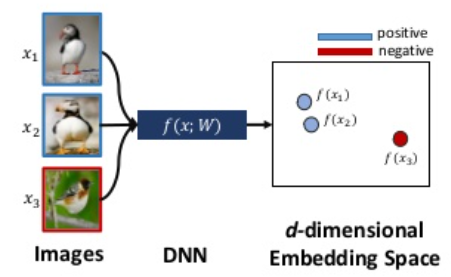 positive
negative
x₁
x₂
x₃
f(x; W)
f(x₁)
f(x₂)
f(x₃)
Images
DNN
d-dimensional
Embedding Space